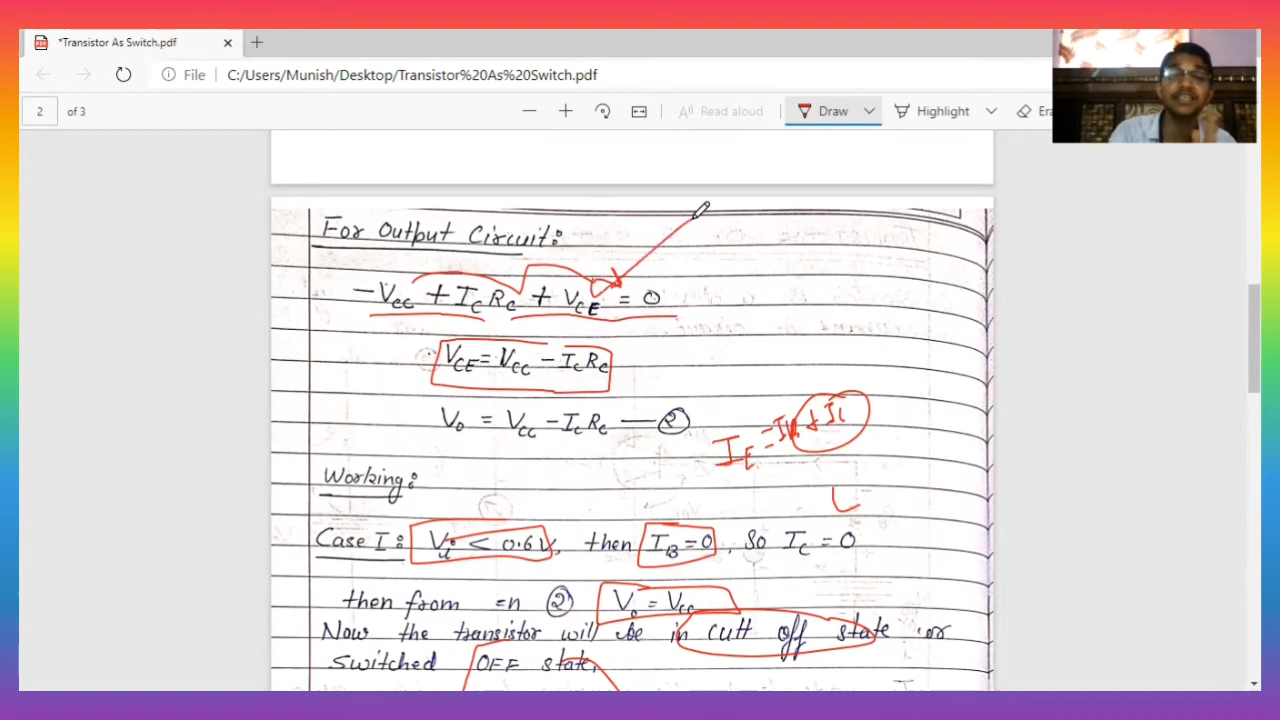 *Transistor As Switch.pdf
File C:/Users/Munish/Desktop/Transistor%20As%20Switch.pdf
2 of 3 Read aloud Draw Highlight Era
For Output Circuit:
-Vcc + IcRc + VCE = 0
VCE = Vcc - IcRc
Vo = Vcc - IcRc — ②
IE = IB + IC
Working:
Case I: Vi < 0.6V, then IB=0, So Ic = 0
then from =n ② Vo = Vcc
Now the transistor will be in cutt off state or
switched OFF state.